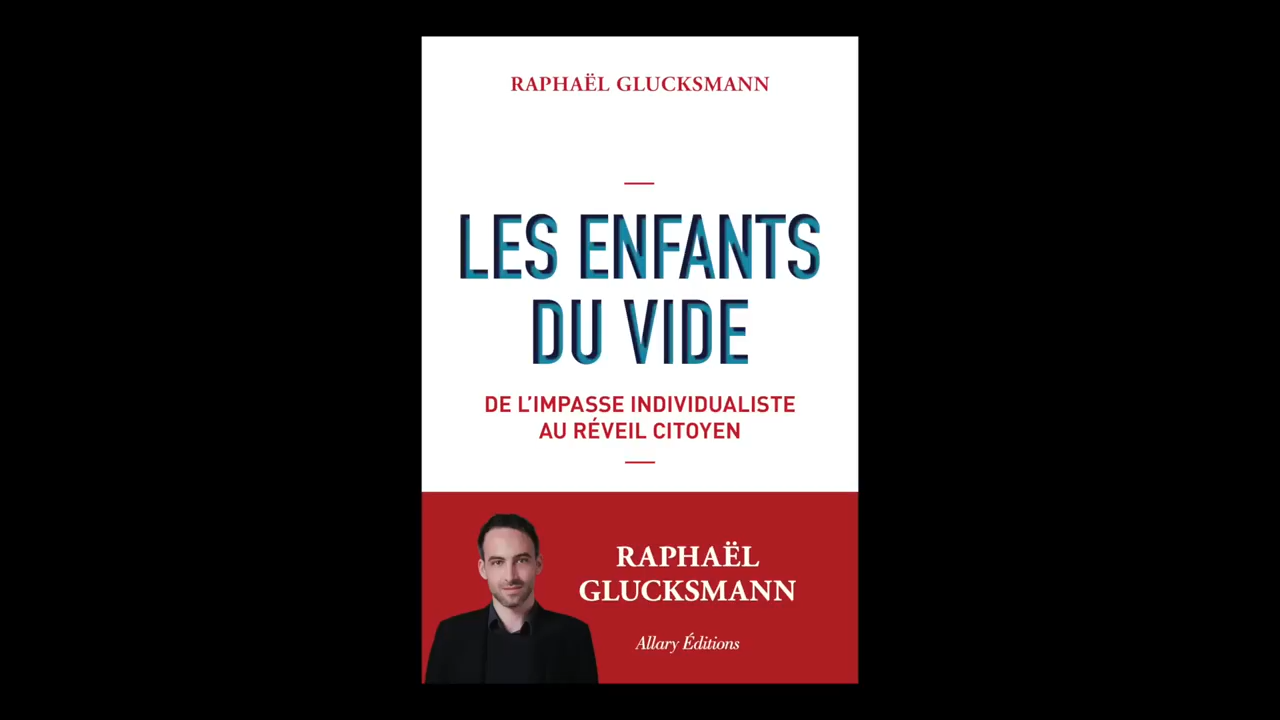 RAPHAËL GLUCKSMANN
LES ENFANTS
DU VIDE
DE L'IMPASSE INDIVIDUALISTE
AU RÉVEIL CITOYEN
RAPHAËL
GLUCKSMANN
Allary Éditions